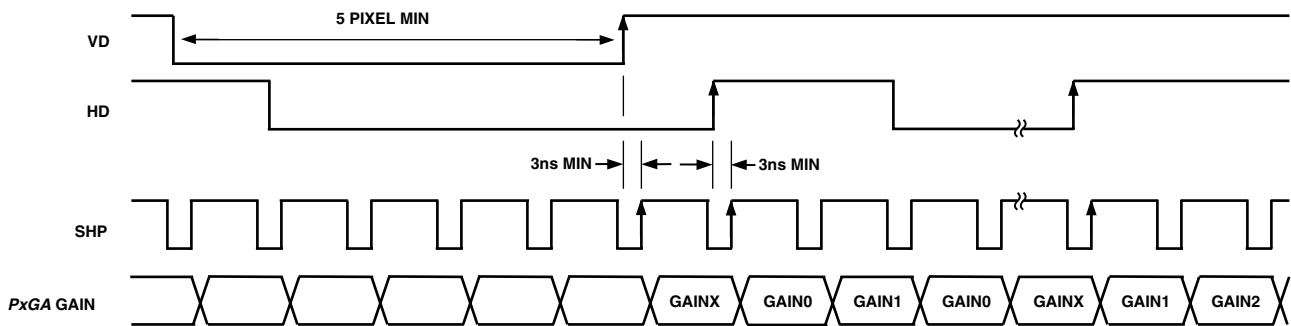 5 PIXEL MIN
VD
HD
3ns MIN
3ns MIN
SHP
PxGA GAIN
GAINX
GAIN0
GAIN1
GAIN0
GAINX
GAIN1
GAIN2